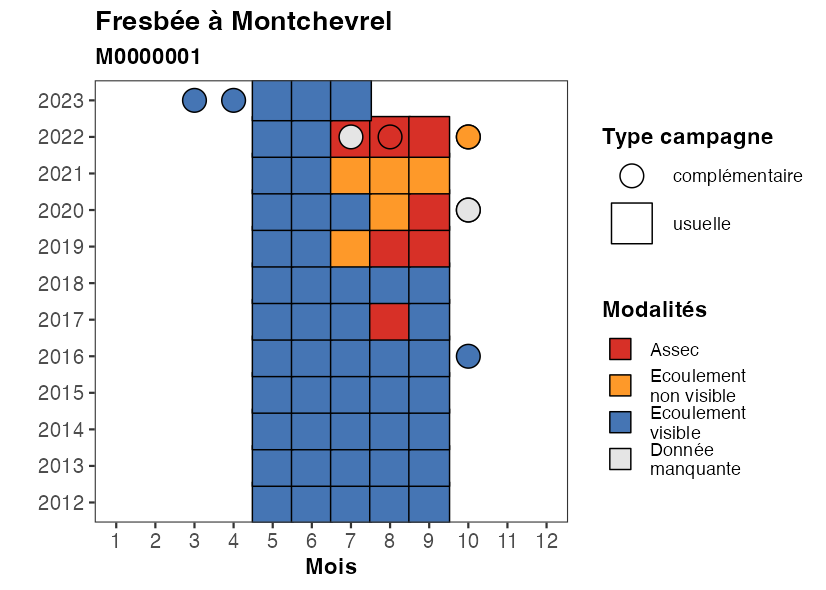 Fresbée à Montchevrel
M0000001
2023
2022
2021
2020
2019
2018
2017
2016
2015
2014
2013
2012
1 2 3 4 5 6 7 8 9 10 11 12
Mois
Type campagne
complémentaire
usuelle
Modalités
Assec
Ecoulement
non visible
Ecoulement
visible
Donnée
manquante